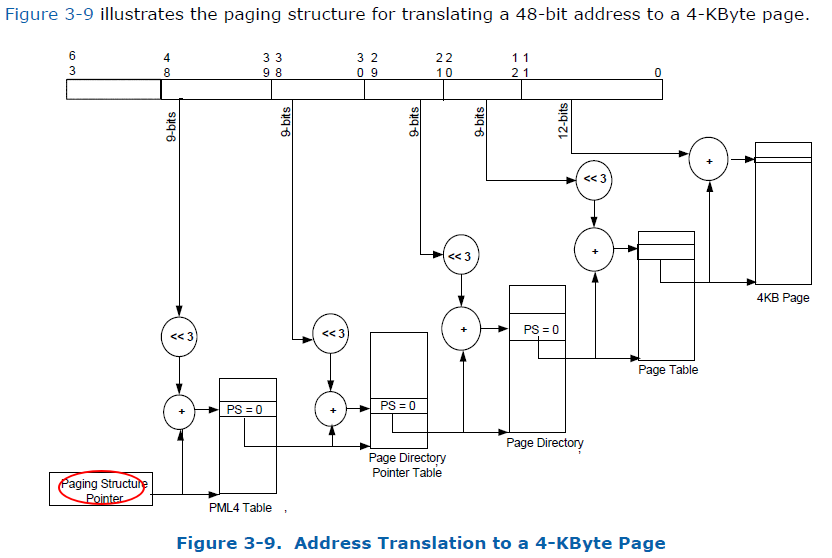 Figure 3-9 illustrates the paging structure for translating a 48-bit address to a 4-KByte page.
6 4 3 3 3 2 2 2 1 1
3 8 9 8 0 9 1 0 2 1 0
9-bits 9-bits 9-bits 9-bits 12-bits
+
<< 3
+
<< 3
4KB Page
<< 3 << 3 + PS = 0
Page Table
+ PS = 0 + PS = 0
Page Directory,
Page Directory,
Pointer Table
Paging Structure
Pointer
PML4 Table ,
Figure 3-9. Address Translation to a 4-KByte Page